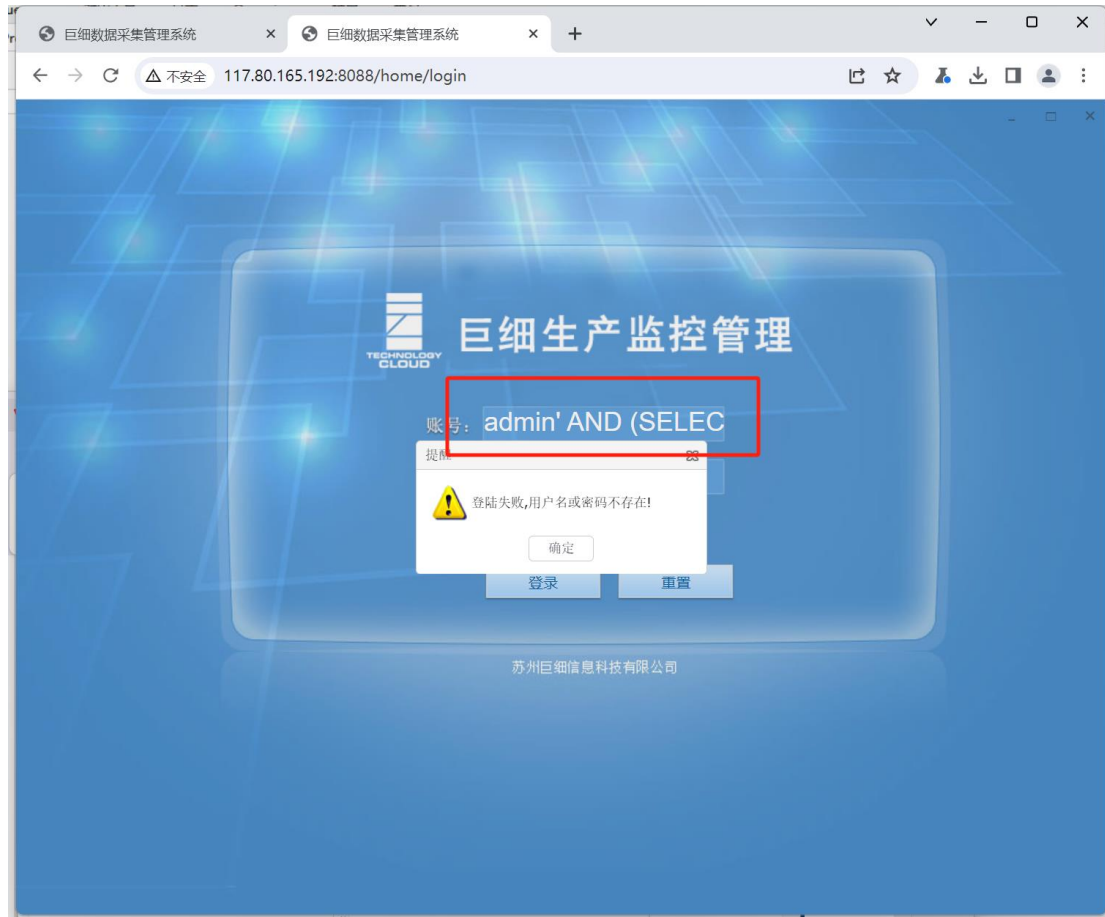 巨细数据采集管理系统
巨细数据采集管理系统
不安全 117.80.165.192:8088/home/login
TECHNOLOGY
CLOUD
巨细生产监控管理
账号: admin' AND (SELEC
提醒
登陆失败,用户名或密码不存在!
确定
登录 重置
苏州巨细信息科技有限公司